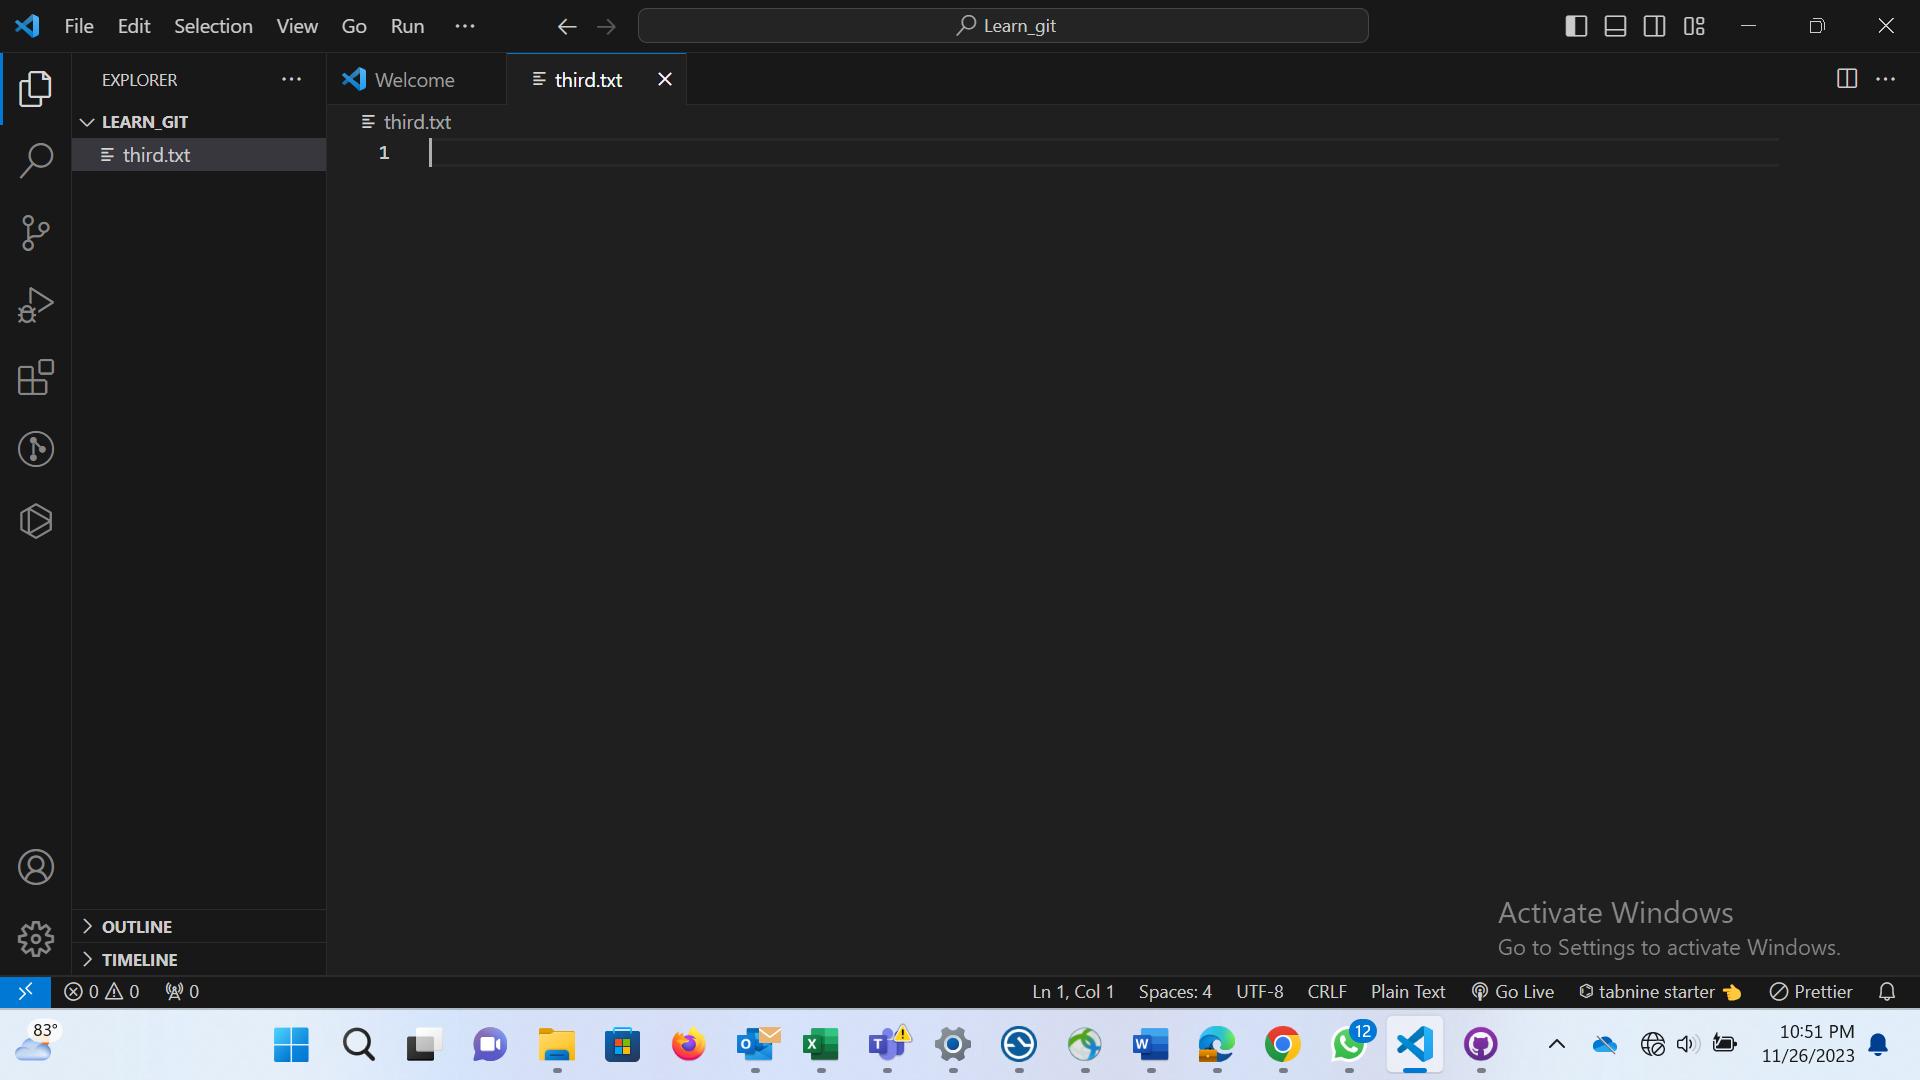 File Edit Selection View Go Run
Learn_git
EXPLORER
Welcome
third.txt
LEARN_GIT
third.txt
third.txt
1
OUTLINE
TIMELINE
Activate Windows
Go to Settings to activate Windows.
0 0 0
Ln 1, Col 1 Spaces: 4 UTF-8 CRLF Plain Text Go Live tabnine starter Prettier
83°
12
10:51 PM
11/26/2023